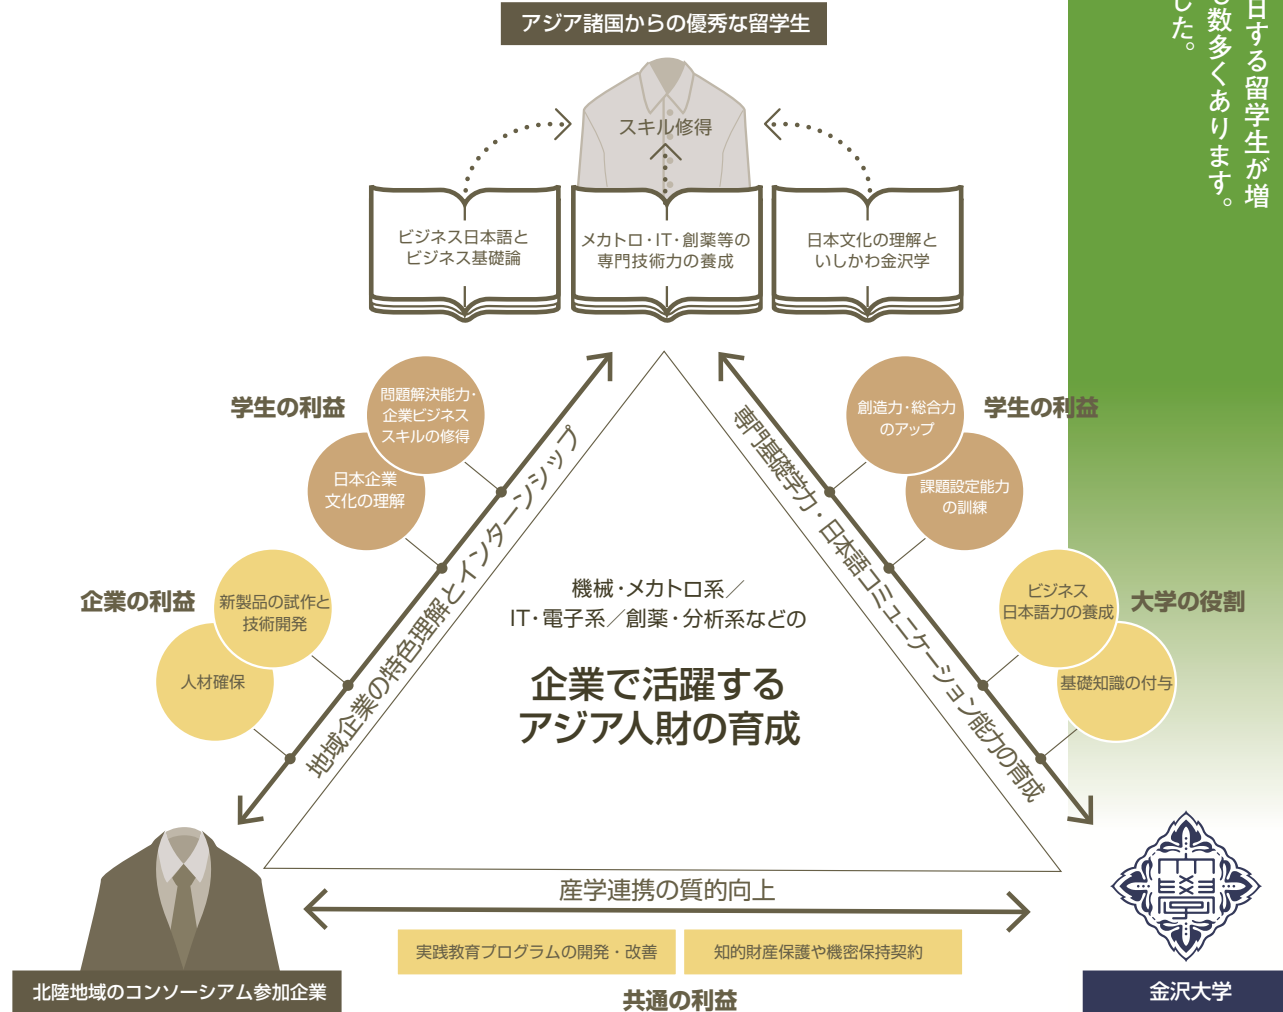 アジア諸国からの優秀な留学生
日する留学生が増
数多くあります。
した。
スキル修得
ビジネス日本語と
ビジネス基礎論
メカトロ・IT・創薬等の
専門技術力の養成
日本文化の理解と
いしかわ金沢学
学生の利益
問題解決能力・
企業ビジネス
スキルの修得
日本企業
文化の理解
創造力・総合力
のアップ
学生の利益
課題設定能力
の訓練
地域企業の特色理解とインターンシップ
専門基礎学力・日本語コミュニケーション能力の育成
企業の利益
新製品の試作と
技術開発
人材確保
機械・メカトロ系／
IT・電子系／創薬・分析系などの
企業で活躍する
アジア人財の育成
ビジネス
日本語力の養成
大学の役割
基礎知識の付与
産学連携の質的向上
実践教育プログラムの開発・改善
知的財産保護や機密保持契約
共通の利益
北陸地域のコンソーシアム参加企業
金沢大学